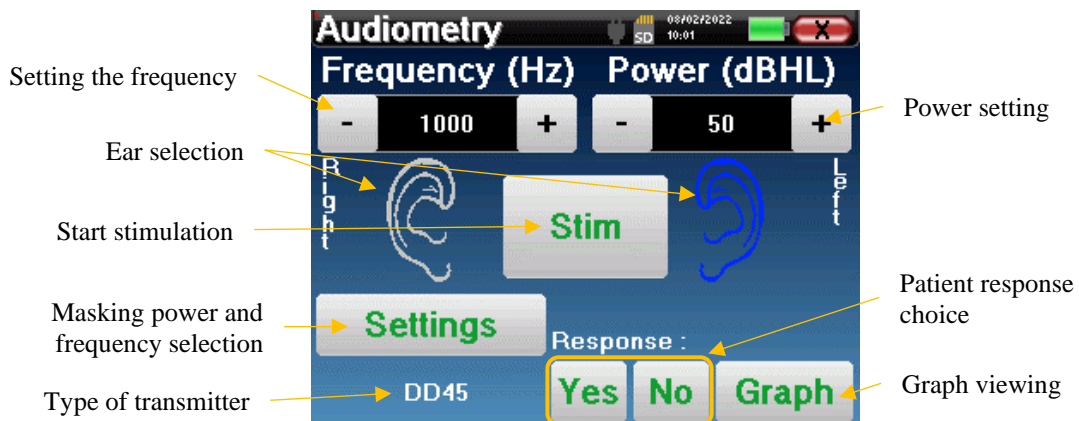 Audiometry
SD
08/02/2022
10:01
X
Frequency (Hz)
Power (dBHL)
Setting the frequency
- 1000 +
- 50 +
Power setting
Ear selection
Right
Left
Start stimulation
Stim
Masking power and
frequency selection
Settings
Patient response
choice
Response :
Type of transmitter
DD45
Yes
No
Graph
Graph viewing